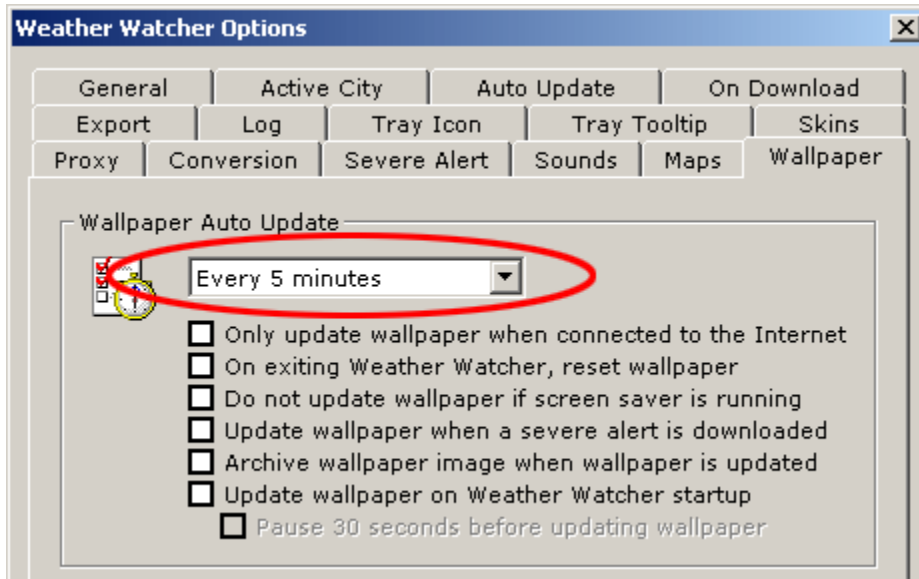 Weather Watcher Options
General Active City Auto Update On Download
Export Log Tray Icon Tray Tooltip Skins
Proxy Conversion Severe Alert Sounds Maps Wallpaper
Wallpaper Auto Update
Every 5 minutes
Only update wallpaper when connected to the Internet
On exiting Weather Watcher, reset wallpaper
Do not update wallpaper if screen saver is running
Update wallpaper when a severe alert is downloaded
Archive wallpaper image when wallpaper is updated
Update wallpaper on Weather Watcher startup
Pause 30 seconds before updating wallpaper